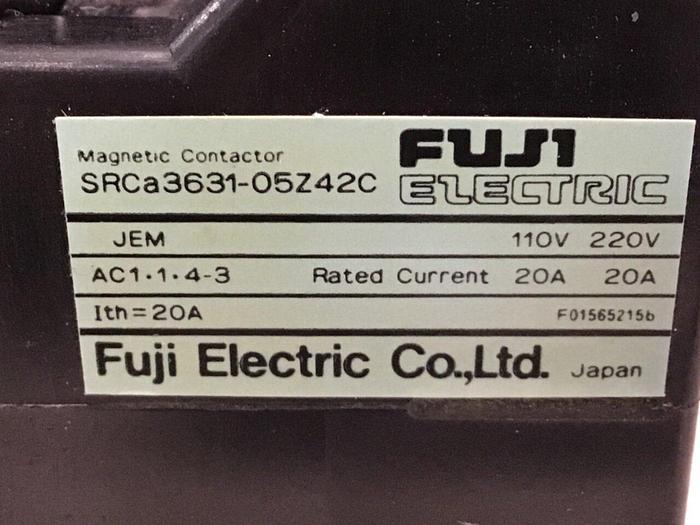 Magnetic Contactor
SRCa3631-05Z42C
FUJI
ELECTRIC
JEM 110V 220V
AC1·1·4-3 Rated Current 20A 20A
Ith=20A F01565215b
Fuji Electric Co.,Ltd. Japan